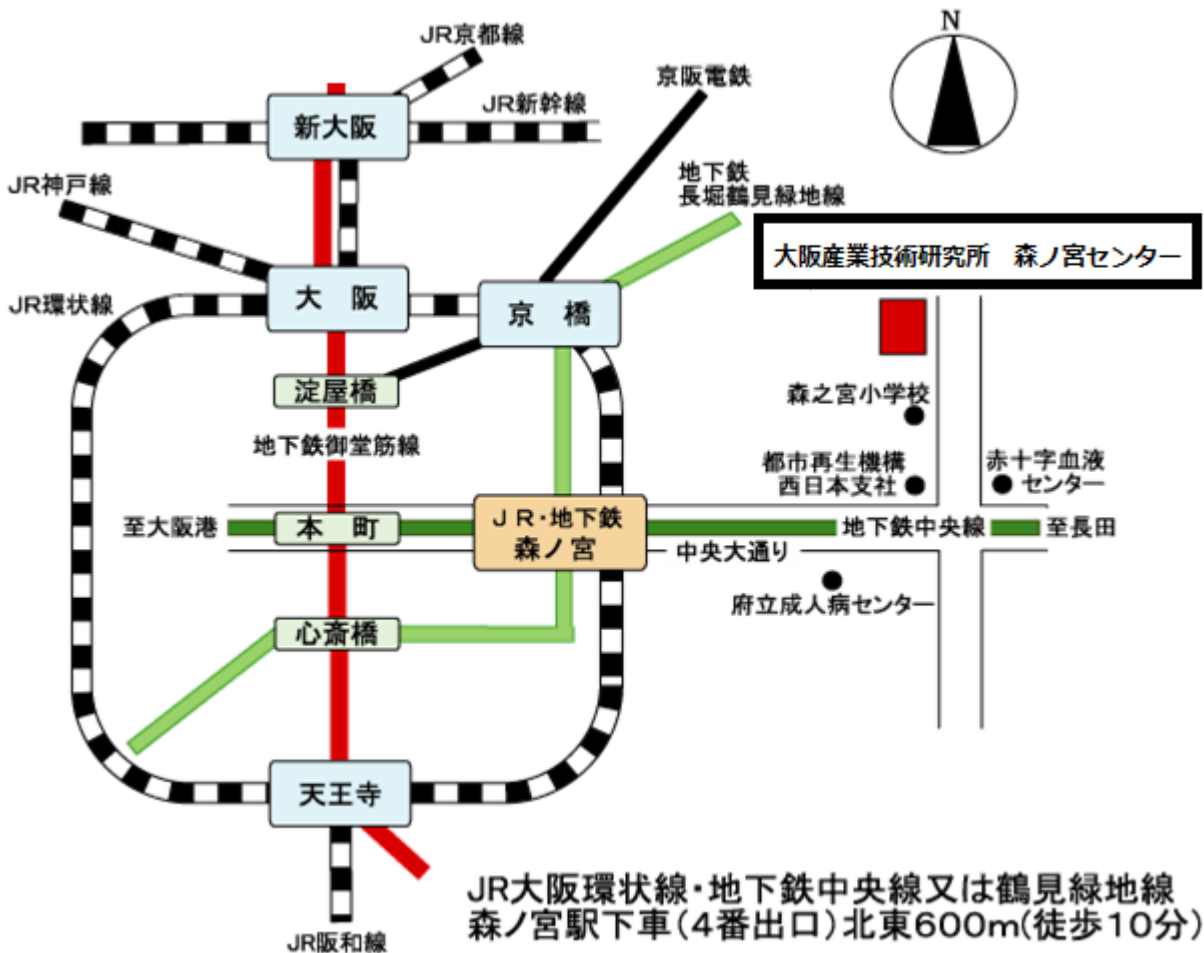 JR京都線
N
京阪電鉄
JR新幹線
新大阪
地下鉄
長堀鶴見緑地線
JR神戸線
大阪産業技術研究所　森ノ宮センター
大　阪
JR環状線
京　橋
淀屋橋
森之宮小学校
地下鉄御堂筋線
都市再生機構
西日本支社
赤十字血液
センター
至大阪港
本　町
JR・地下鉄
森ノ宮
地下鉄中央線
至長田
中央大通り
府立成人病センター
心斎橋
天王寺
JR阪和線
JR大阪環状線・地下鉄中央線又は鶴見緑地線
森ノ宮駅下車(4番出口)北東600m(徒歩10分)